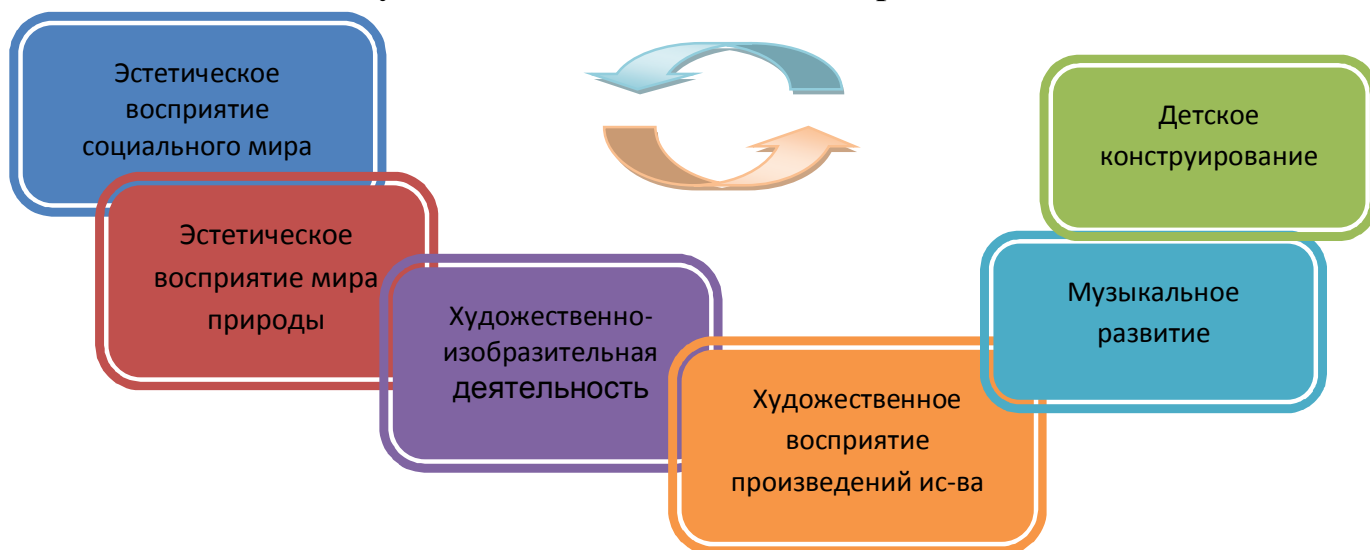 Эстетическое
восприятие
социального мира
Эстетическое
восприятие мира
природы
Художественно-
изобразительная
деятельность
Художественное
восприятие
произведений ис-ва
Музыкальное
развитие
Детское
конструирование